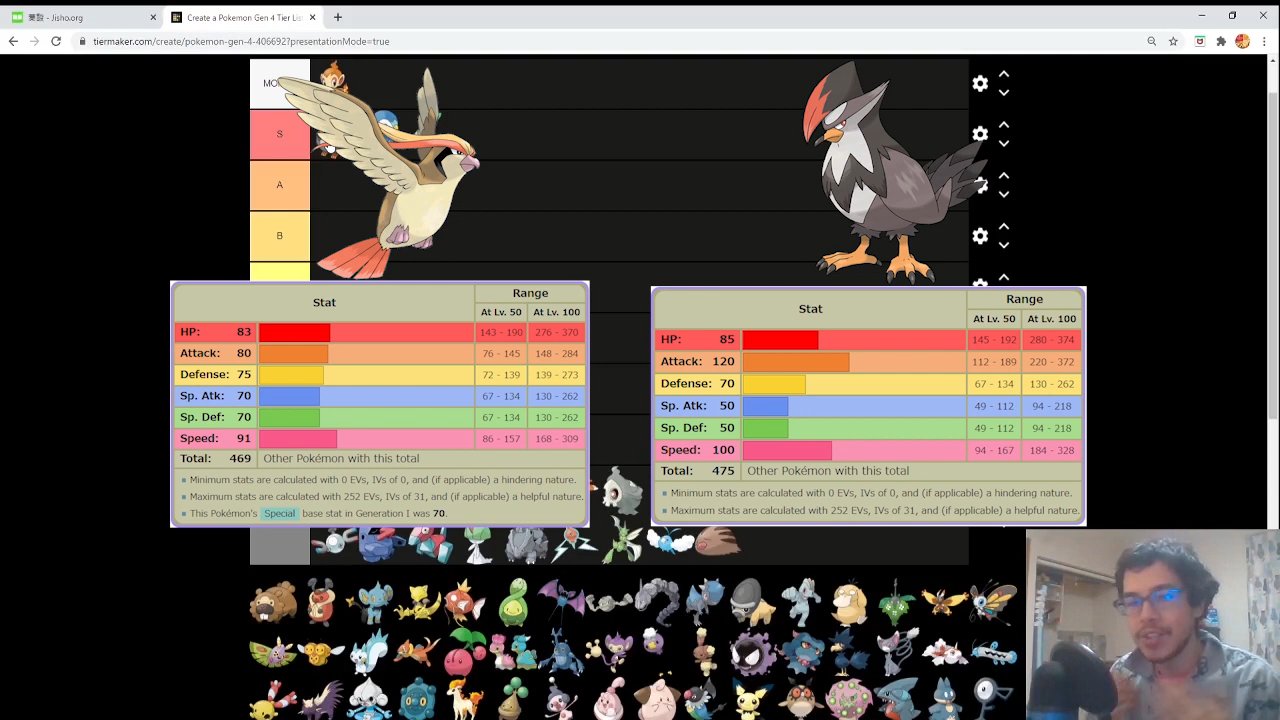 葉酸 - Jisho.org
Create a Pokemon Gen 4 Tier Lis
tiermaker.com/create/pokemon-gen-4-406692?presentationMode=true
S
A
B
Stat Range
At Lv. 50 At Lv. 100
HP: 83 143 - 190 276 - 370
Attack: 80 76 - 145 148 - 284
Defense: 75 72 - 139 139 - 273
Sp. Atk: 70 67 - 134 130 - 262
Sp. Def: 70 67 - 134 130 - 262
Speed: 91 86 - 157 168 - 309
Total: 469 Other Pokémon with this total
Minimum stats are calculated with 0 EVs, IVs of 0, and (if applicable) a hindering nature.
Maximum stats are calculated with 252 EVs, IVs of 31, and (if applicable) a helpful nature.
This Pokémon's Special base stat in Generation I was 70.
Stat Range
At Lv. 50 At Lv. 100
HP: 85 145 - 192 280 - 374
Attack: 120 112 - 189 220 - 372
Defense: 70 67 - 134 130 - 262
Sp. Atk: 50 49 - 112 94 - 218
Sp. Def: 50 49 - 112 94 - 218
Speed: 100 94 - 167 184 - 328
Total: 475 Other Pokémon with this total
Minimum stats are calculated with 0 EVs, IVs of 0, and (if applicable) a hindering nature.
Maximum stats are calculated with 252 EVs, IVs of 31, and (if applicable) a helpful nature.